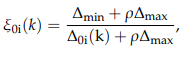 ξ₀ᵢ(k) = (Δₘᵢₙ + ρΔₘₐₓ) / (Δ₀ᵢ(𝐤) + ρΔₘₐₓ),